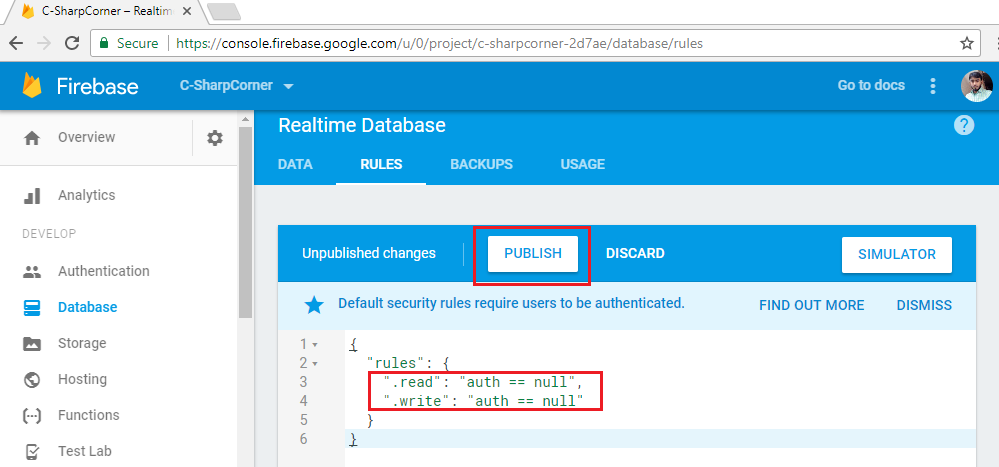 C-SharpCorner – Realtime
Secure https://console.firebase.google.com/u/0/project/c-sharpcorner-2d7ae/database/rules
Firebase C-SharpCorner Go to docs
Overview
Analytics
DEVELOP
Authentication
Database
Storage
Hosting
Functions
Test Lab
Realtime Database
DATA RULES BACKUPS USAGE
Unpublished changes PUBLISH DISCARD SIMULATOR
Default security rules require users to be authenticated. FIND OUT MORE DISMISS
1 {
2 "rules": {
3 ".read": "auth == null",
4 ".write": "auth == null"
5 }
6 }